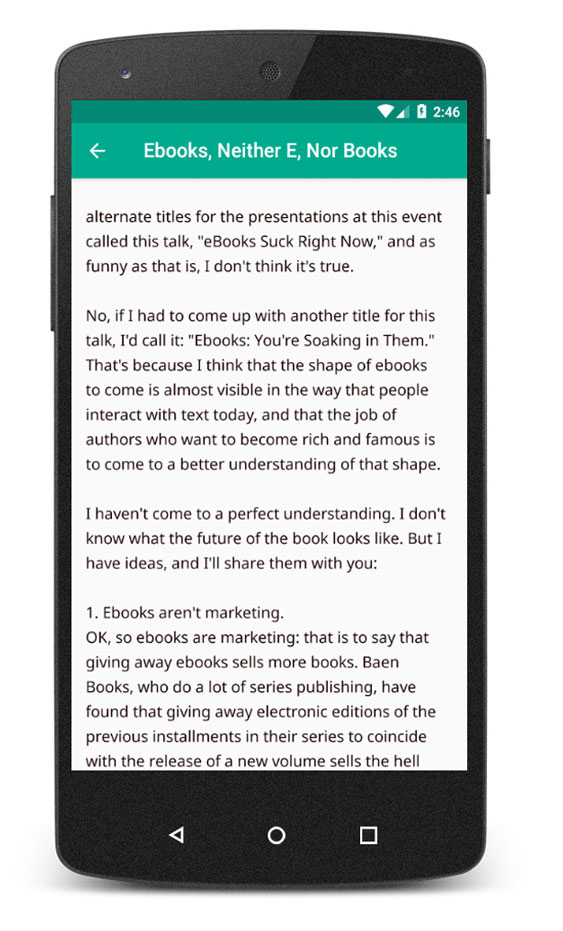 2:46
Ebooks, Neither E, Nor Books
alternate titles for the presentations at this event
called this talk, "eBooks Suck Right Now," and as
funny as that is, I don't think it's true.
No, if I had to come up with another title for this
talk, I'd call it: "Ebooks: You're Soaking in Them."
That's because I think that the shape of ebooks
to come is almost visible in the way that people
interact with text today, and that the job of
authors who want to become rich and famous is
to come to a better understanding of that shape.
I haven't come to a perfect understanding. I don't
know what the future of the book looks like. But I
have ideas, and I'll share them with you:
1. Ebooks aren't marketing.
OK, so ebooks are marketing: that is to say that
giving away ebooks sells more books. Baen
Books, who do a lot of series publishing, have
found that giving away electronic editions of the
previous installments in their series to coincide
with the release of a new volume sells the hell